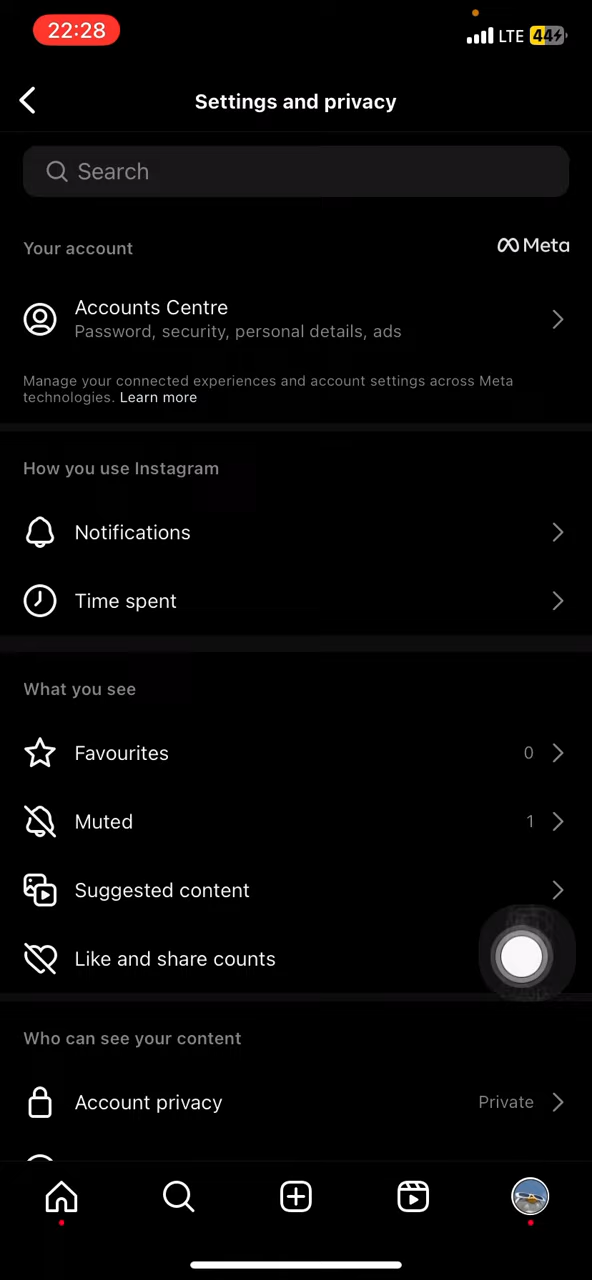 22:28
LTE 44
Settings and privacy
Search
Your account
Meta
Accounts Centre
Password, security, personal details, ads
Manage your connected experiences and account settings across Meta
technologies. Learn more
How you use Instagram
Notifications
Time spent
What you see
Favourites 0
Muted 1
Suggested content
Like and share counts
Who can see your content
Account privacy Private